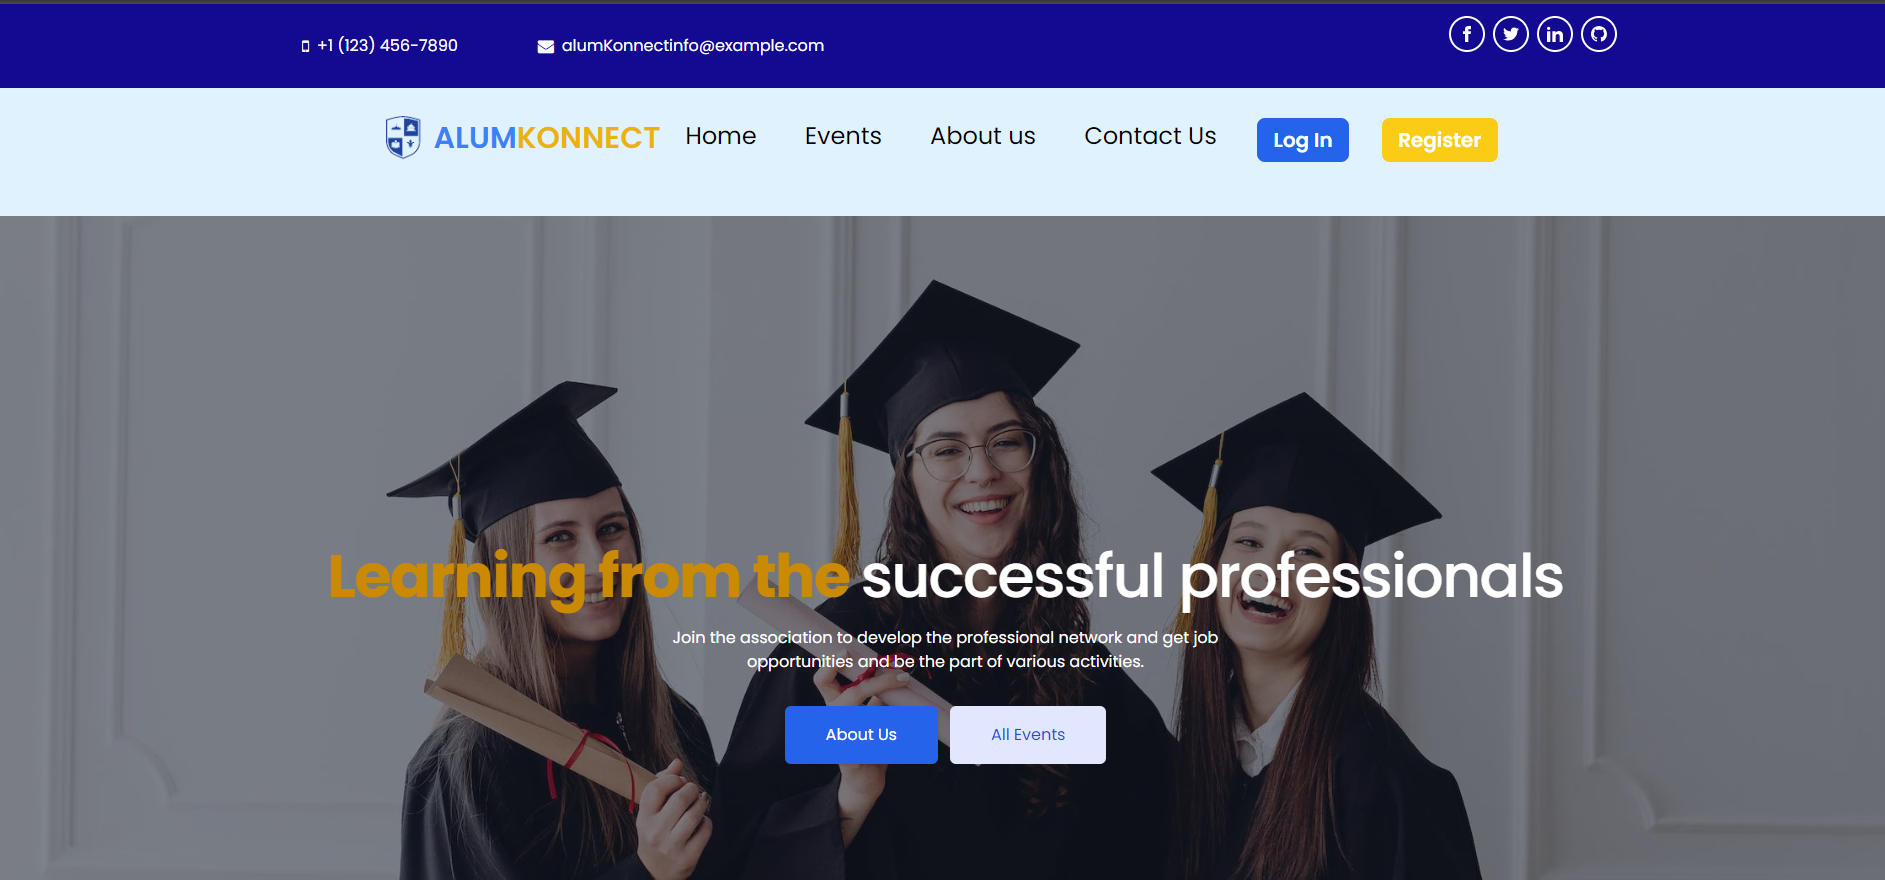 +1 (123) 456-7890 alumKonnectinfo@example.com
ALUMKONNECT Home Events About us Contact Us Log In Register
Learning from the successful professionals
Join the association to develop the professional network and get job
opportunities and be the part of various activities.
About Us All Events